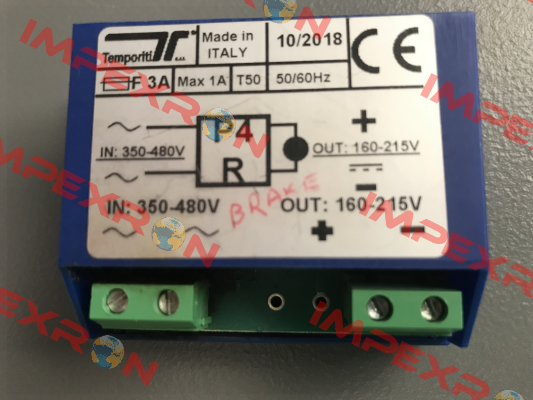 Temporiti S.A.S.
Made in ITALY
10/2018
CE
F 3A
Max 1A
T50
50/60Hz
P4
R
IN: 350-480V
OUT: 160-215V
+
-
IN: 350-480V
BRAKE
OUT: 160-215V
~ ~
+ -
IMPEXRON